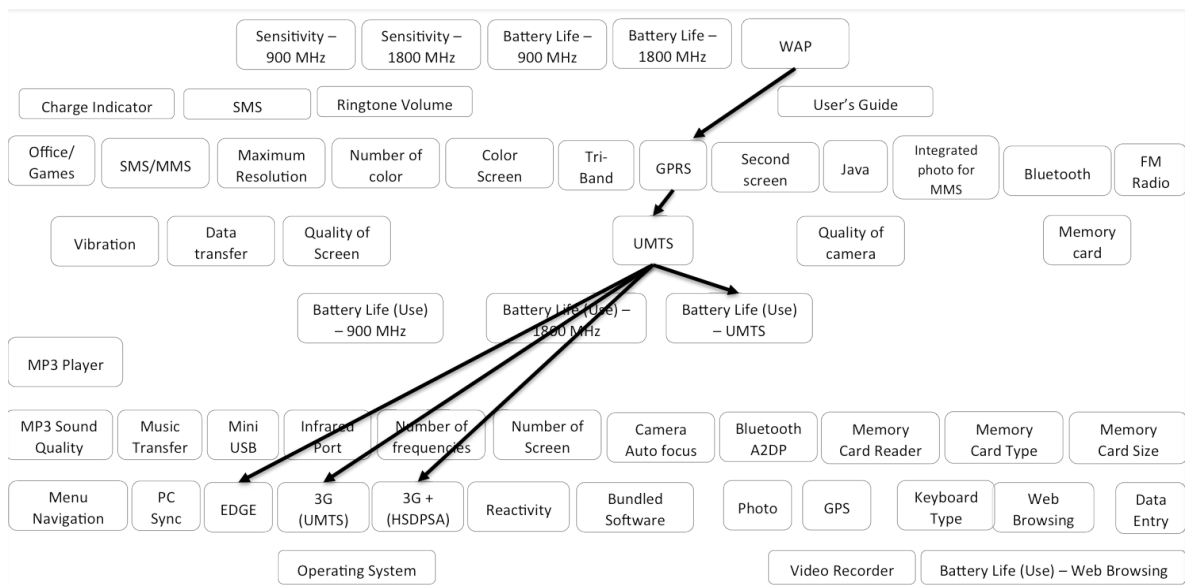 Sensitivity –
900 MHz
Sensitivity –
1800 MHz
Battery Life –
900 MHz
Battery Life –
1800 MHz
WAP
Charge Indicator
SMS
Ringtone Volume
User's Guide
Office/
Games
SMS/MMS
Maximum
Resolution
Number of
color
Color
Screen
Tri-
Band
GPRS
Second
screen
Java
Integrated
photo for
MMS
Bluetooth
FM
Radio
Vibration
Data
transfer
Quality of
Screen
UMTS
Quality of
camera
Memory
card
Battery Life (Use)
– 900 MHz
Battery Life (Use) –
1800 MHz
Battery Life (Use)
– UMTS
MP3 Player
MP3 Sound
Quality
Music
Transfer
Mini
USB
Infrared
Port
Number of
frequencies
Number of
Screen
Camera
Auto focus
Bluetooth
A2DP
Memory
Card Reader
Memory
Card Type
Memory
Card Size
Menu
Navigation
PC
Sync
EDGE
3G
(UMTS)
3G +
(HSDPSA)
Reactivity
Bundled
Software
Photo
GPS
Keyboard
Type
Web
Browsing
Data
Entry
Operating System
Video Recorder
Battery Life (Use) – Web Browsing